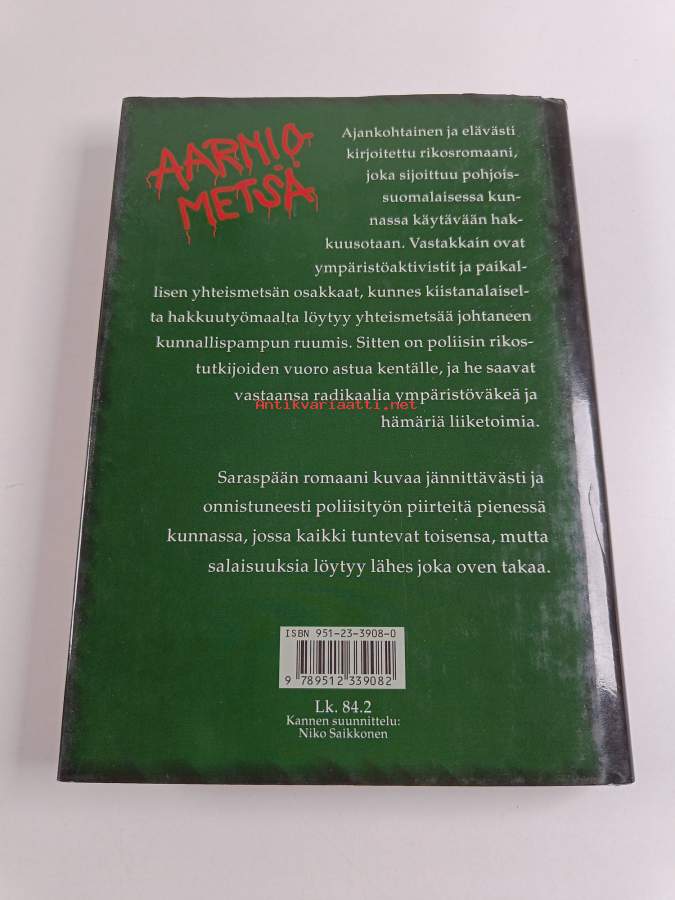 AARNIO
METSÄ
Ajankohtainen ja elävästi
kirjoitettu rikosromaani,
joka sijoittuu pohjois-
suomalaisessa kun-
nassa käytävään hak-
kuusotaan. Vastakkain ovat
ympäristöaktivistit ja paikal-
lisen yhteismetsän osakkaat, kunnes kiistanalaisel-
ta hakkuutyömaalta löytyy yhteismetsää johtaneen
kunnallispampun ruumis. Sitten on poliisin rikos-
tutkijoiden vuoro astua kentälle, ja he saavat
vastaansa radikaalia ympäristöväkeä ja
Antikvariaatti.net
hämäriä liiketoimia.
Saraspään romaani kuvaa jännittävästi ja
onnistuneesti poliisityön piirteitä pienessä
kunnassa, jossa kaikki tuntevat toisensa, mutta
salaisuuksia löytyy lähes joka oven takaa.
ISBN 951-23-3908-0
9 789512 339082
Lk. 84.2
Kannen suunnittelu:
Niko Saikkonen